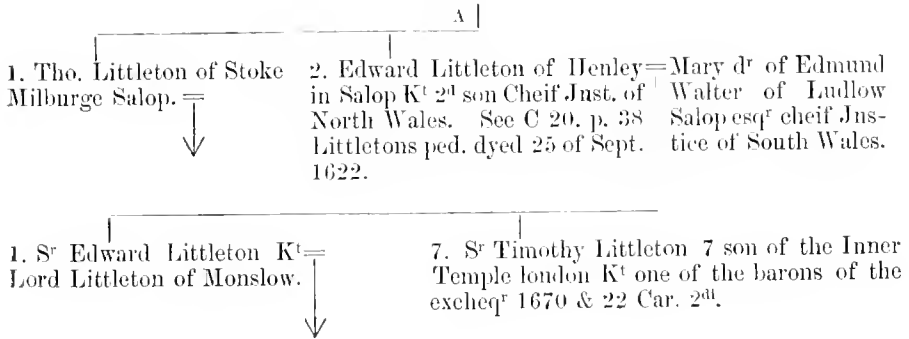 A
1. Tho. Littleton of Stoke
Milburge Salop. =
2. Edward Littleton of Henley=
in Salop Kᵗ 2ᵈ son Cheif Just. of
North Wales. See C 20. p. 38
Littletons ped. dyed 25 of Sept.
1622.
Mary dʳ of Edmund
Walter of Ludlow
Salop esqʳ cheif Jus-
tice of South Wales.
1. Sʳ Edward Littleton Kᵗ=
Lord Littleton of Monslow.
7. Sʳ Timothy Littleton 7 son of the Inner
Temple london Kᵗ one of the barons of the
excheqʳ 1670 & 22 Car. 2ᵈⁱ.